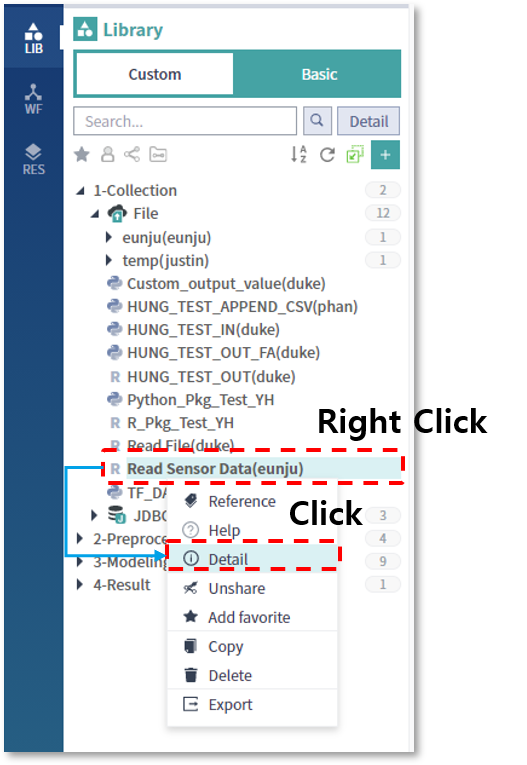 LIB
WF
RES
Library
Custom
Basic
Search...
Detail
A
Z
+
1-Collection 2
File 12
eunju(eunju) 1
temp(justin) 1
Custom_output_value(duke)
HUNG_TEST_APPEND_CSV(phan)
HUNG_TEST_IN(duke)
HUNG_TEST_OUT_FA(duke)
R HUNG_TEST_OUT(duke)
Python_Pkg_Test_YH
R R_Pkg_Test_YH
Right Click
R Read File(duke)
R Read Sensor Data(eunju)
TF_DA
Reference
Click
JDBC 3
Help
2-Preproce 4
Detail
3-Modeling 9
4-Result 1
Unshare
Add favorite
Copy
Delete
Export